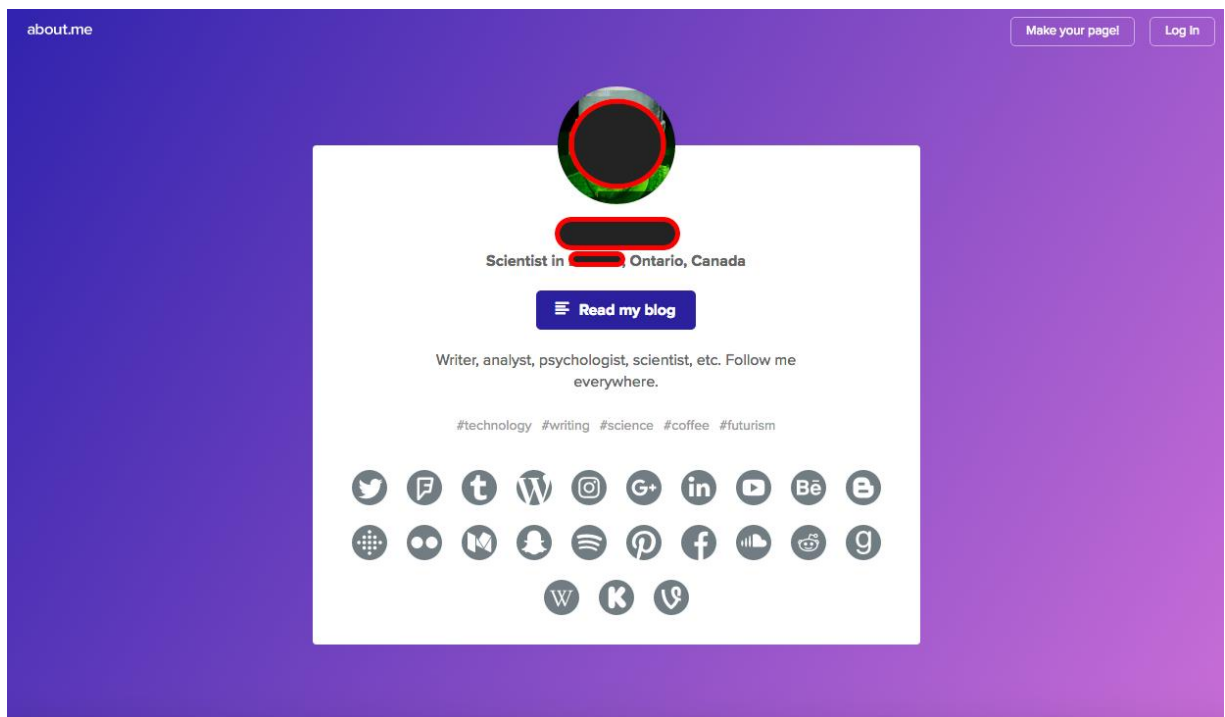 about.me
Make your page!
Log In
Scientist in , Ontario, Canada
Read my blog
Writer, analyst, psychologist, scientist, etc. Follow me
everywhere.
#technology #writing #science #coffee #futurism